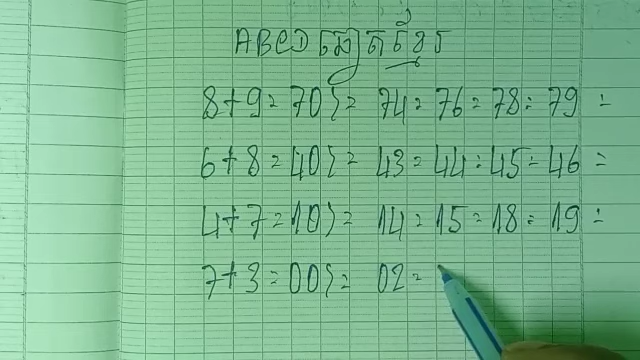 ABCD
8+9=70}= 74=76=78=79=
6+8=40}= 43=44=45=46=
4+7=10}= 14=15=18=19=
7+3=00}= 02=